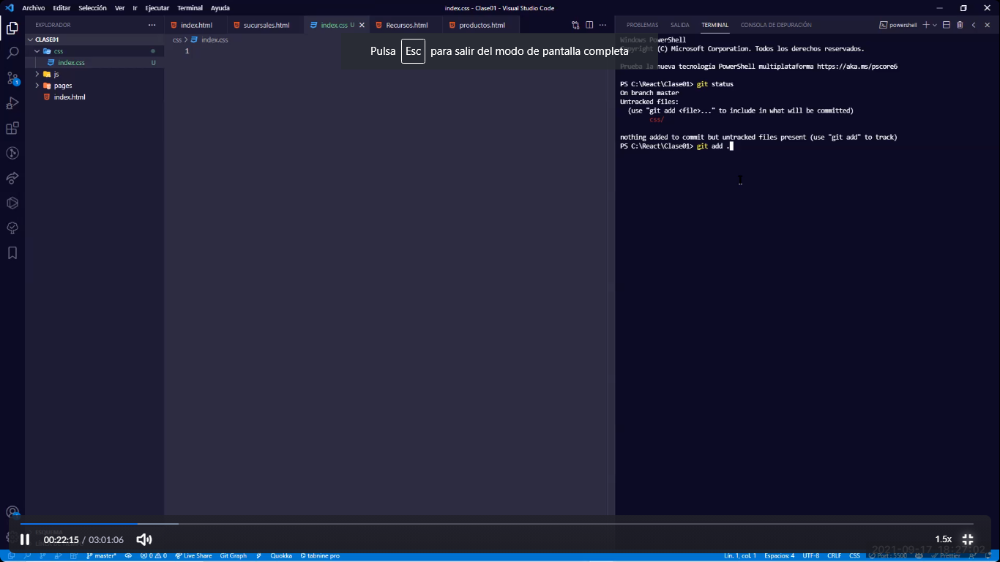 Archivo Editar Selección Ver Ir Ejecutar Terminal Ayuda
index.css - Clase01 - Visual Studio Code
EXPLORADOR
CLASE01
css
index.css U
js
pages
index.html
index.html sucursales.html index.css U Recursos.html productos.html
css > index.css
1
Pulsa Esc para salir del modo de pantalla completa
PROBLEMAS SALIDA TERMINAL CONSOLA DE DEPURACIÓN
powershell
Windows PowerShell
Copyright (C) Microsoft Corporation. Todos los derechos reservados.
Prueba la nueva tecnología PowerShell multiplataforma https://aka.ms/pscore6
PS C:\React\Clase01> git status
On branch master
Untracked files:
(use "git add <file>..." to include in what will be committed)
css/
nothing added to commit but untracked files present (use "git add" to track)
PS C:\React\Clase01> git add .
ESQUEMA
00:22:15 / 03:01:06
1.5x
2021-09-17 18:27:02
master* 0 0 Live Share Git Graph Quokka tabnine pro
Lín. 1, col. 1 Espacios: 4 UTF-8 CRLF CSS Port : 5500 Prettier